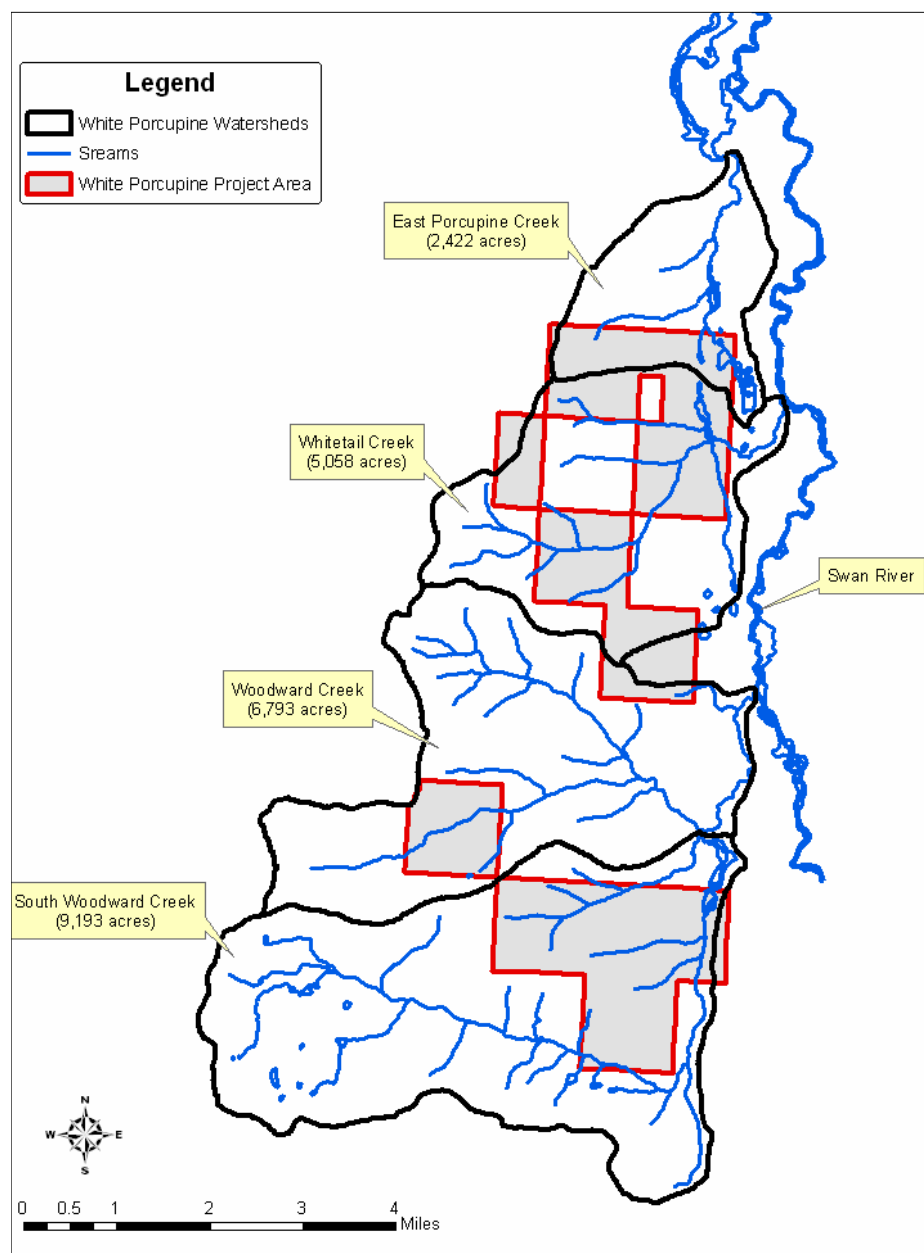 Legend
White Porcupine Watersheds
Sreams
White Porcupine Project Area
East Porcupine Creek
(2,422 acres)
Whitetail Creek
(5,058 acres)
Swan River
Woodward Creek
(6,793 acres)
South Woodward Creek
(9,193 acres)
N
W E
S
0 0.5 1 2 3 4
Miles